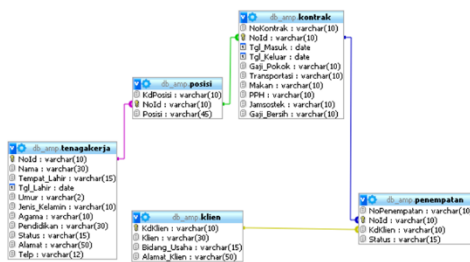 db_amp.kontrak
NoKontrak : varchar(10)
NoId : varchar(10)
Tgl_Masuk : date
Tgl_Keluar : date
Gaji_Pokok : varchar(10)
Transportasi : varchar(10)
Makan : varchar(10)
PPH : varchar(10)
Jamsostek : varchar(10)
Gaji_Bersih : varchar(10)
db_amp.posisi
KdPosisi : varchar(10)
NoId : varchar(10)
Posisi : varchar(45)
db_amp.tenagakerja
NoId : varchar(10)
Nama : varchar(30)
Tempat_Lahir : varchar(15)
Tgl_Lahir : date
Umur : varchar(2)
Jenis_Kelamin : varchar(10)
Agama : varchar(10)
Pendidikan : varchar(30)
Status : varchar(15)
Alamat : varchar(50)
Telp : varchar(12)
db_amp.klien
KdKlien : varchar(10)
Klien : varchar(30)
Bidang_Usaha : varchar(15)
Alamat_Klien : varchar(50)
db_amp.penempatan
NoPenempatan : varchar(10)
NoId : varchar(10)
KdKlien : varchar(10)
Status : varchar(15)